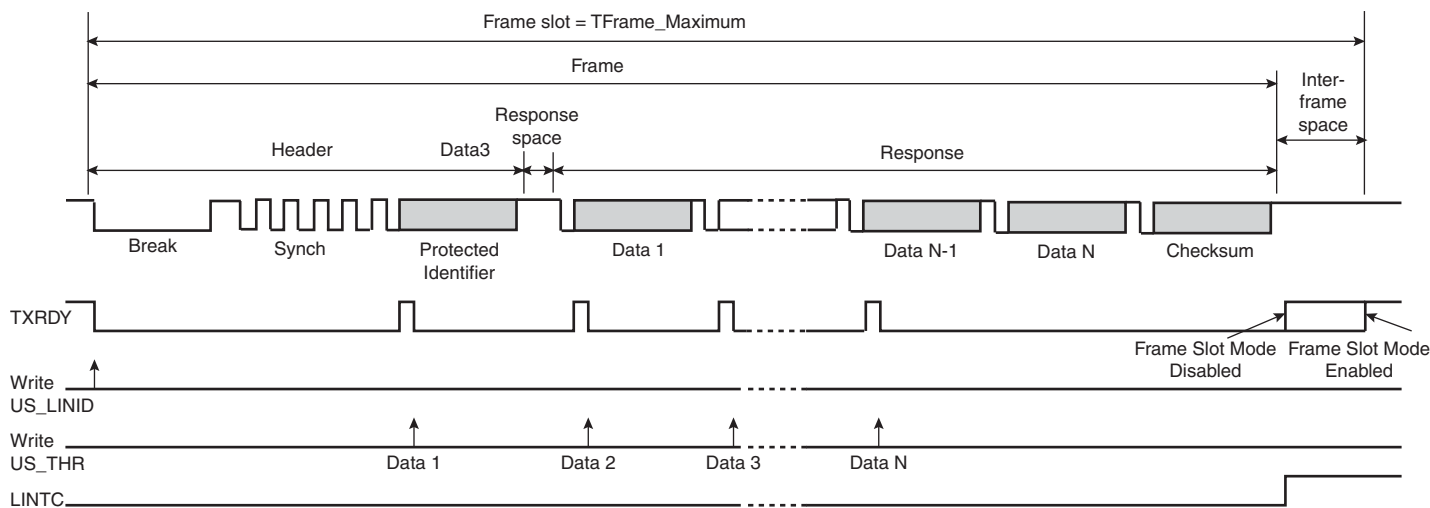 Frame slot = TFrame_Maximum
Frame
Inter-
frame
space
Response
space
Header
Data3
Response
Break
Synch
Protected
Identifier
Data 1
Data N-1
Data N
Checksum
TXRDY
Frame Slot Mode
Disabled
Frame Slot Mode
Enabled
Write
US_LINID
Write
US_THR
Data 1
Data 2
Data 3
Data N
LINTC